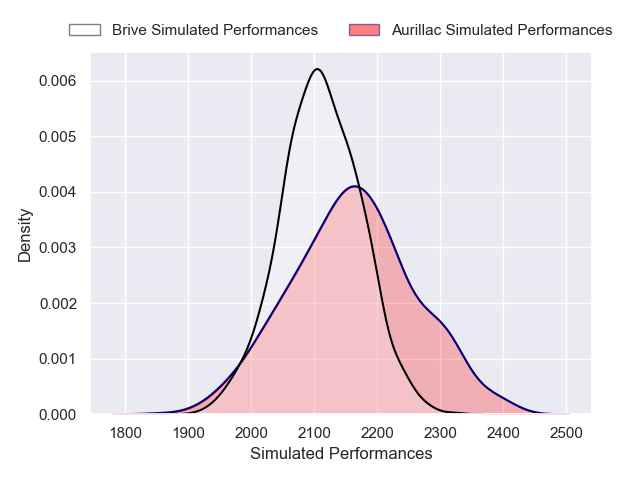 Brive Simulated Performances Aurillac Simulated Performances
0.006
0.005
0.004
0.003
0.002
0.001
0.000
Density
1800 1900 2000 2100 2200 2300 2400 2500
Simulated Performances